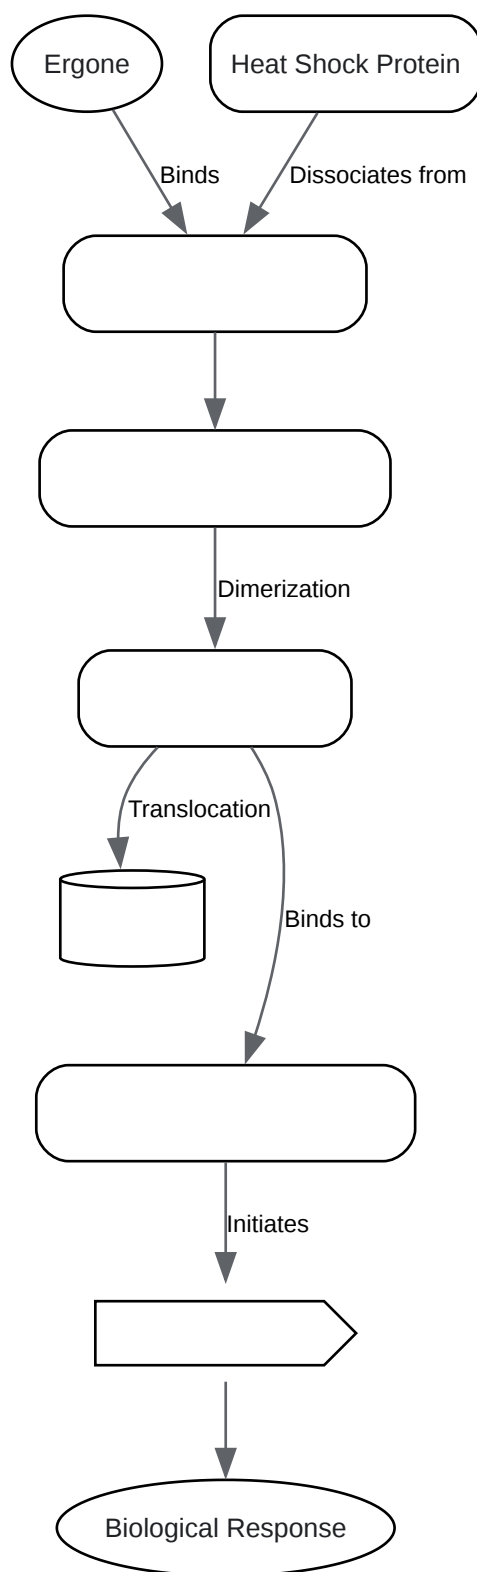 Ergone
Heat Shock Protein
Binds
Dissociates from
Dimerization
Translocation
Binds to
Initiates
Biological Response